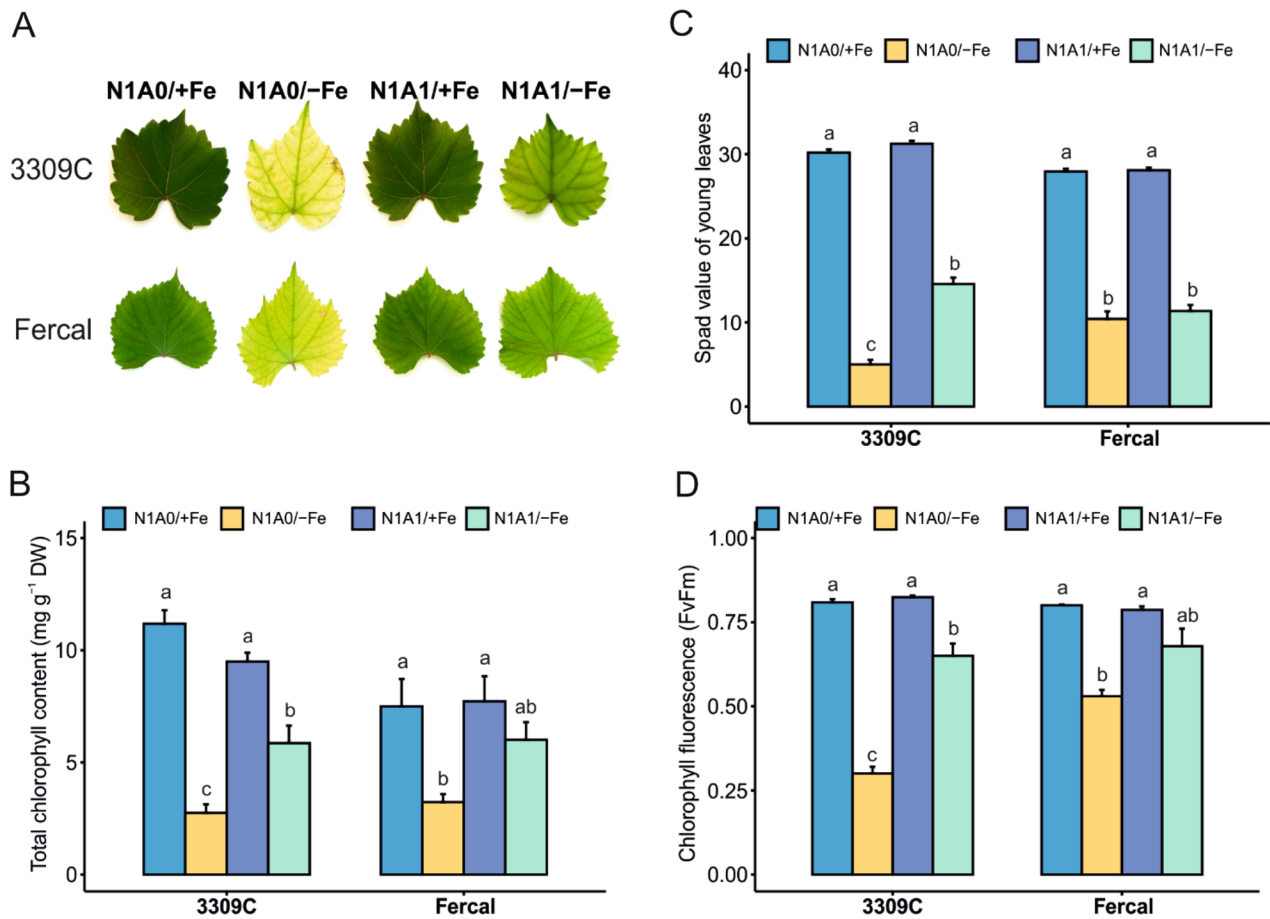 A
N1A0/+Fe N1A0/−Fe N1A1/+Fe N1A1/−Fe
3309C
Fercal
B
N1A0/+Fe N1A0/−Fe N1A1/+Fe N1A1/−Fe
Total chlorophyll content (mg g⁻¹ DW)
15
10
5
0
a
c
a
b
a
b
a
ab
3309C Fercal
C
N1A0/+Fe N1A0/−Fe N1A1/+Fe N1A1/−Fe
Spad value of young leaves
40
30
20
10
0
a
c
a
b
a
b
a
b
3309C Fercal
D
N1A0/+Fe N1A0/−Fe N1A1/+Fe N1A1/−Fe
Chlorophyll fluorescence (FvFm)
1.00
0.75
0.50
0.25
0.00
a
c
a
b
a
b
a
ab
3309C Fercal